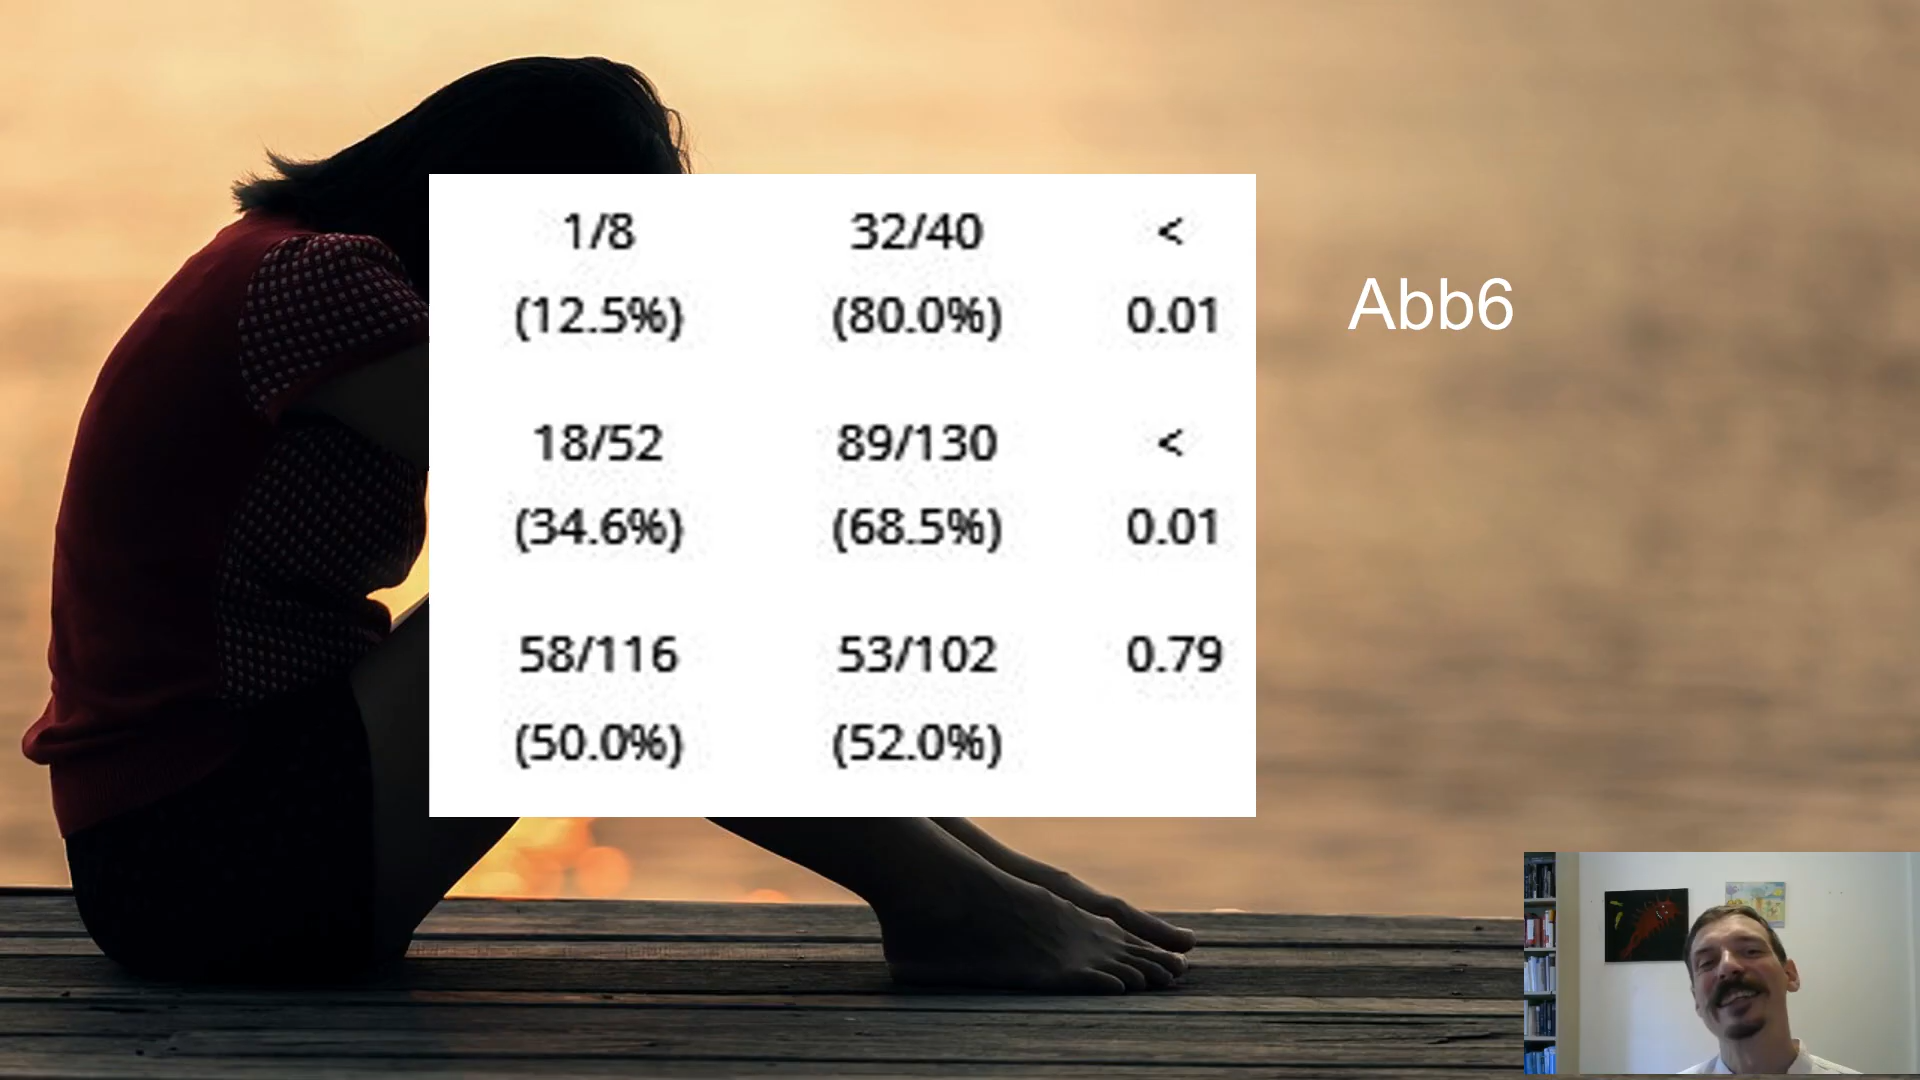 1/8 32/40 <
(12.5%) (80.0%) 0.01
18/52 89/130 <
(34.6%) (68.5%) 0.01
58/116 53/102 0.79
(50.0%) (52.0%)
Abb6